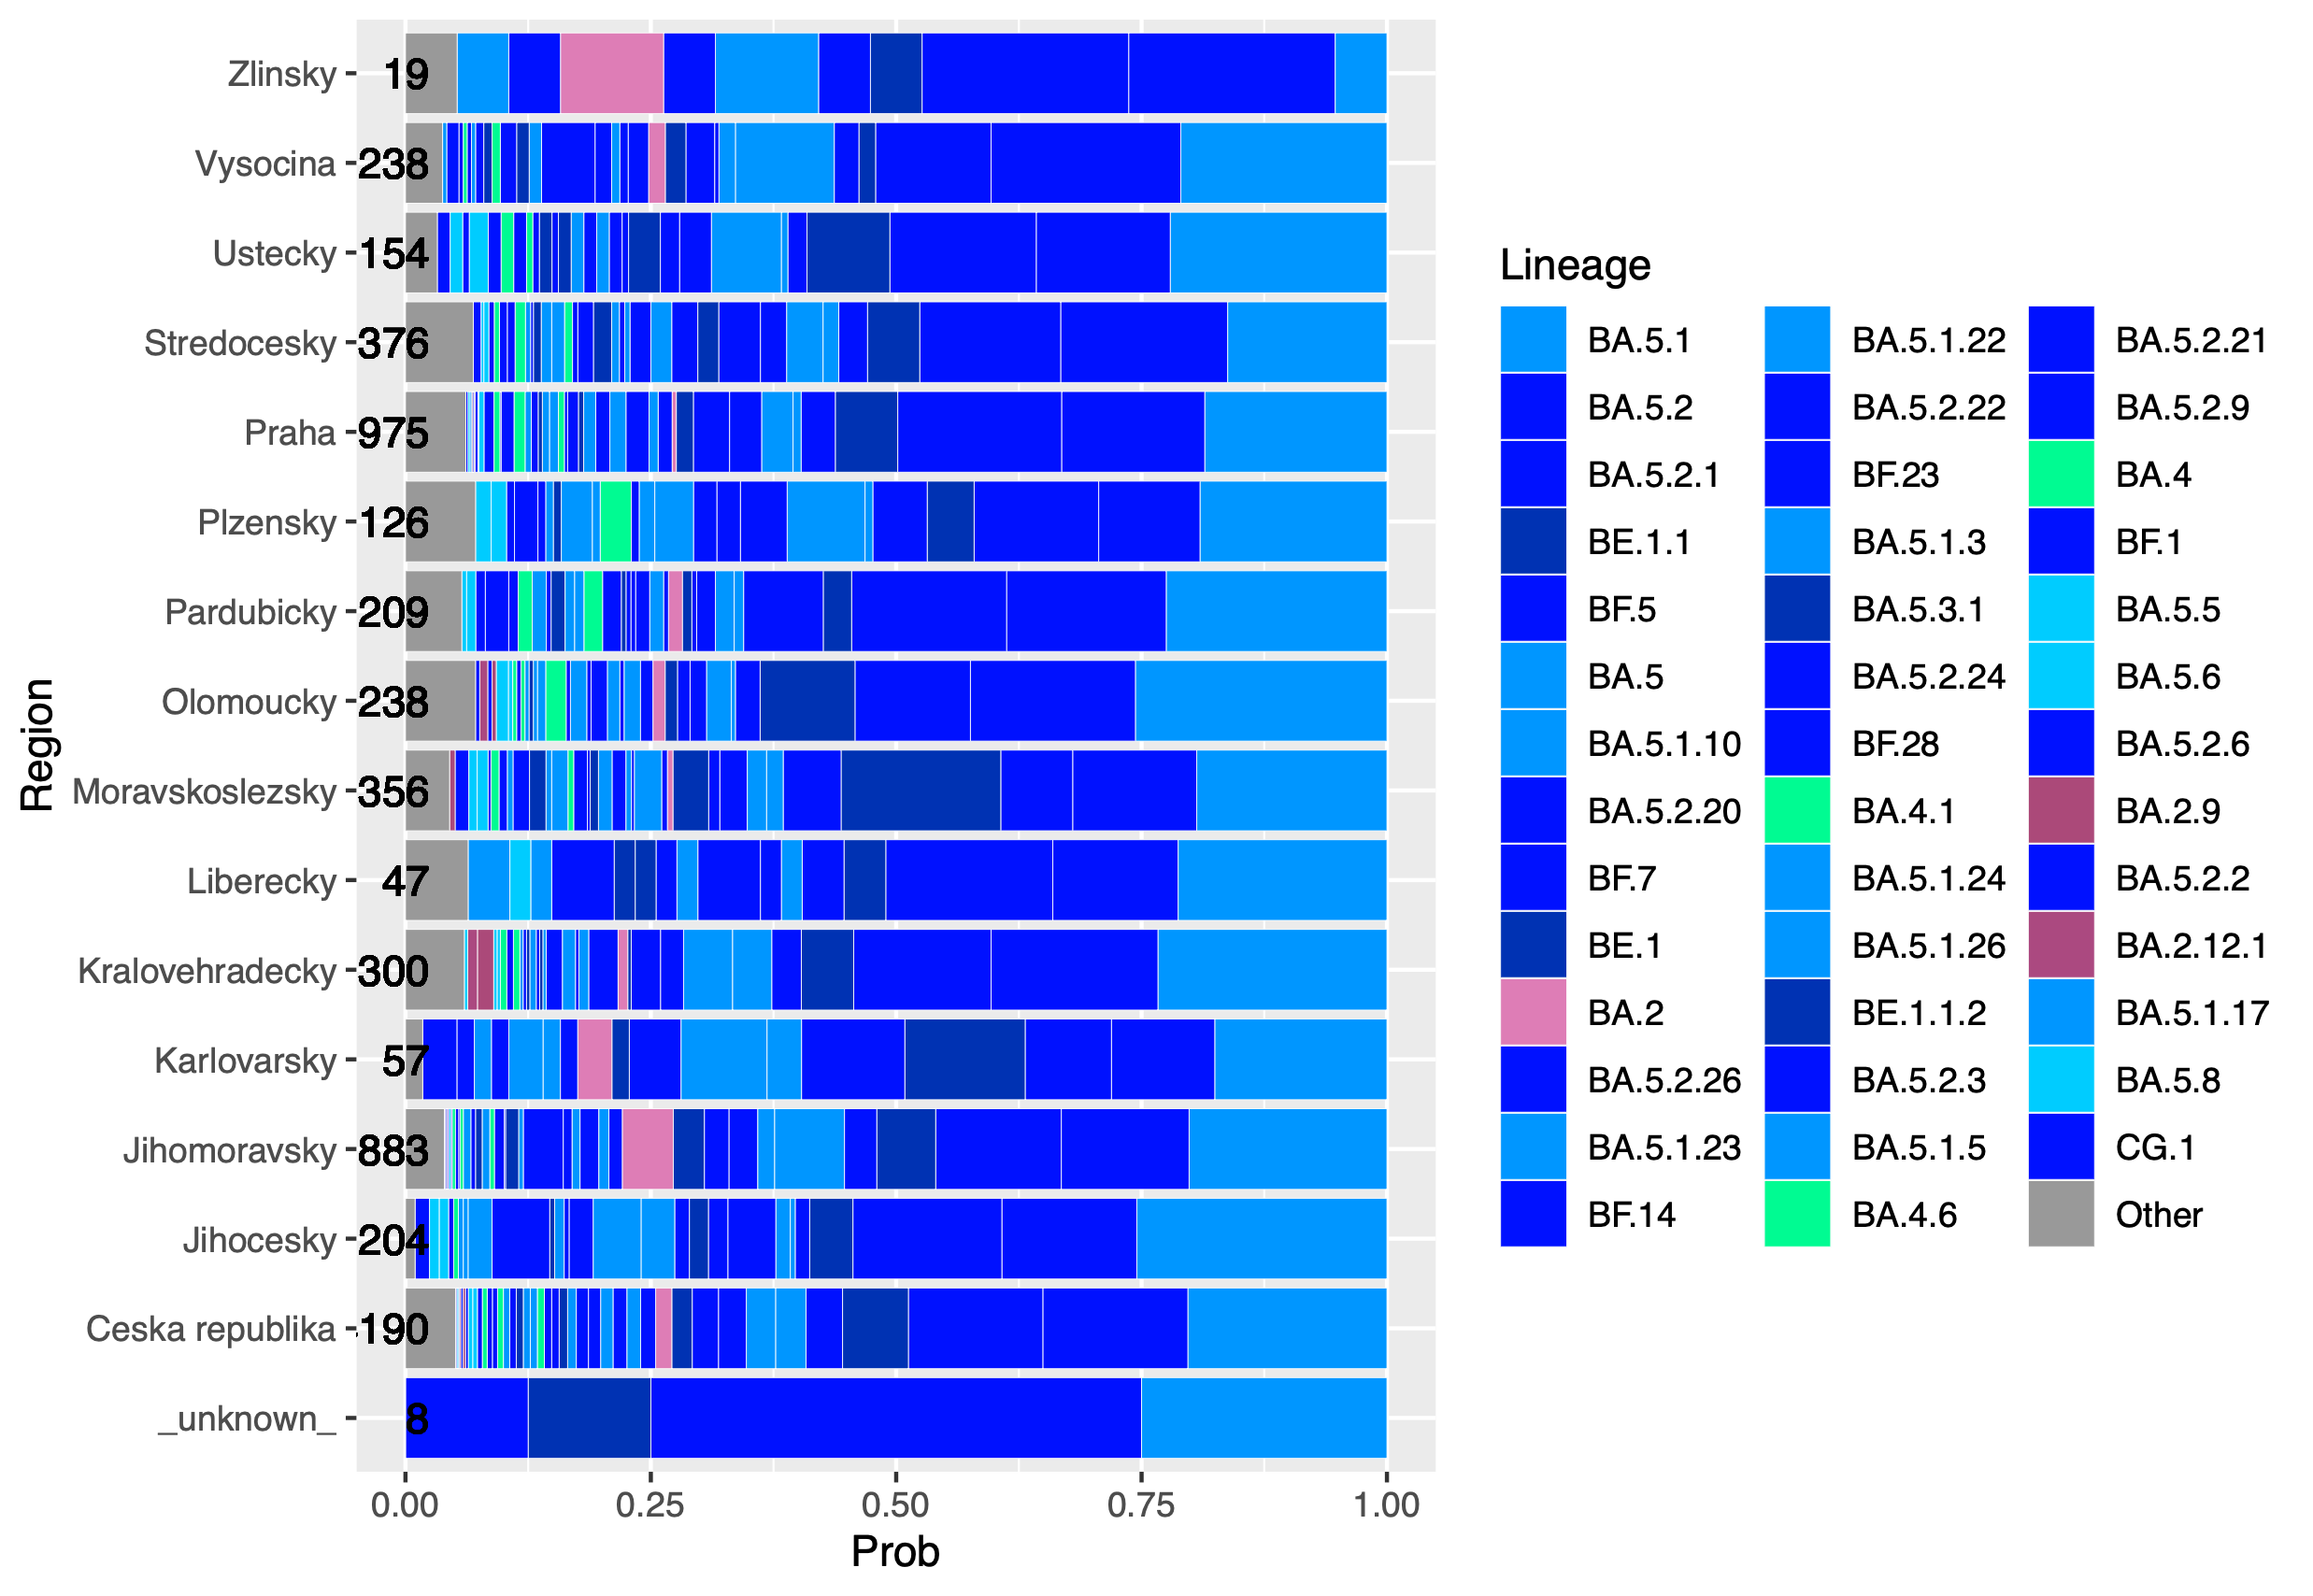 Zlinsky 19
Vysocina 238
Ustecky 154
Stredocesky 376
Praha 975
Plzensky 126
Pardubicky 209
Olomoucky 238
Moravskoslezsky 356
Liberecky 47
Kralovehradecky 300
Karlovarsky 57
Jihomoravsky 883
Jihocesky 204
Ceska republika 190
_unknown_ 8
Region
0.00 0.25 0.50 0.75 1.00
Prob
Lineage
BA.5.1
BA.5.2
BA.5.2.1
BE.1.1
BF.5
BA.5
BA.5.1.10
BA.5.2.20
BF.7
BE.1
BA.2
BA.5.2.26
BA.5.1.23
BF.14
BA.5.1.22
BA.5.2.22
BF.23
BA.5.1.3
BA.5.3.1
BA.5.2.24
BF.28
BA.4.1
BA.5.1.24
BA.5.1.26
BE.1.1.2
BA.5.2.3
BA.5.1.5
BA.4.6
BA.5.2.21
BA.5.2.9
BA.4
BF.1
BA.5.5
BA.5.6
BA.5.2.6
BA.2.9
BA.5.2.2
BA.2.12.1
BA.5.1.17
BA.5.8
CG.1
Other